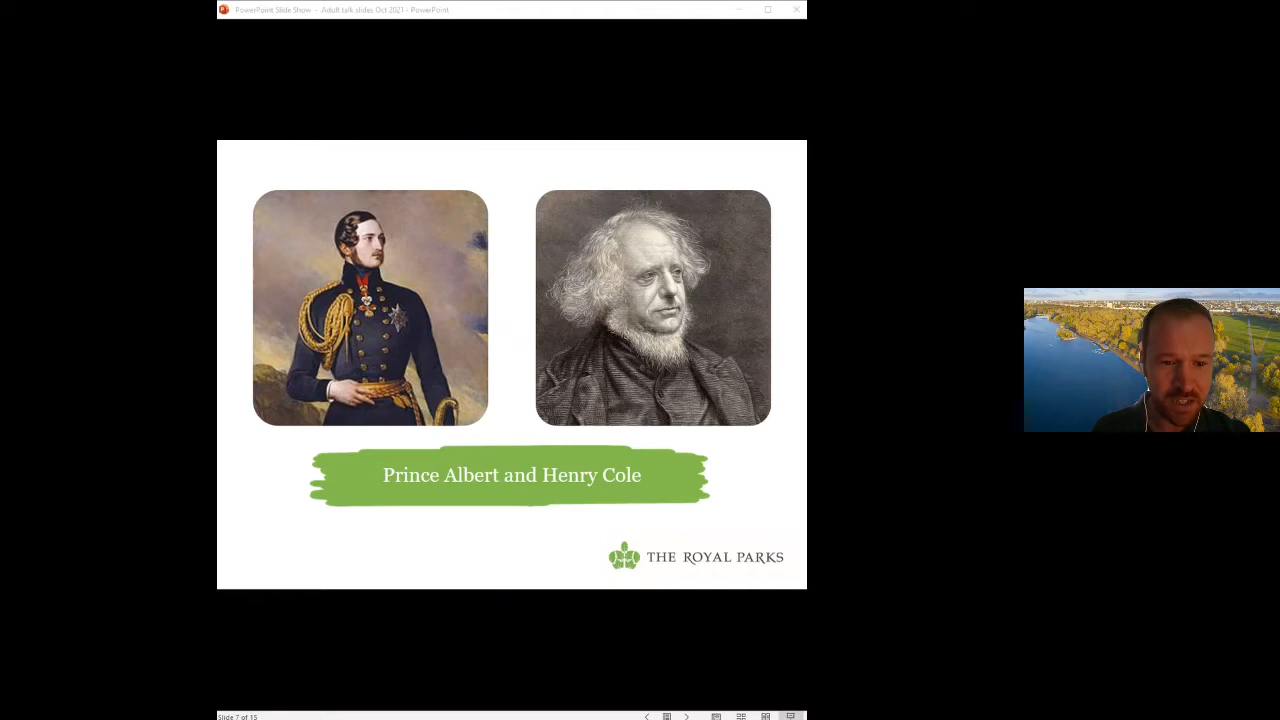 PowerPoint Slide Show - Adult talk slides Oct 2021 - PowerPoint
Prince Albert and Henry Cole
THE ROYAL PARKS
Slide 7 of 15